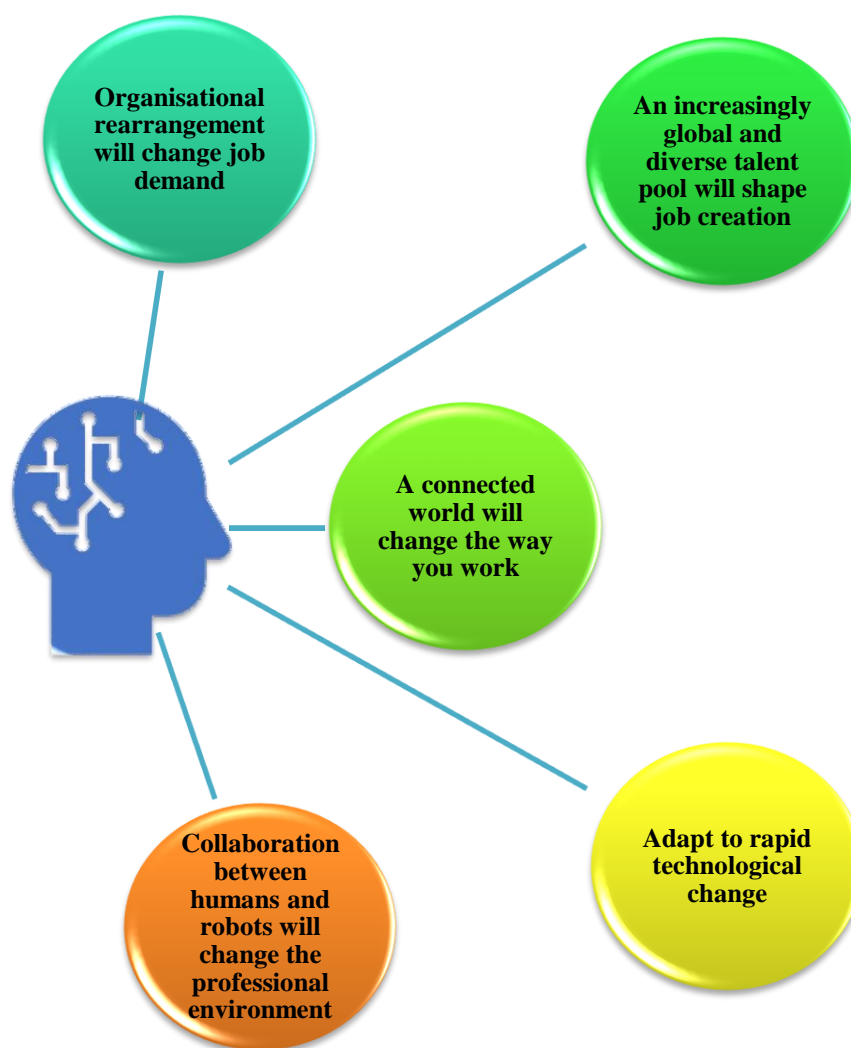 Organisational
rearrangement
will change job
demand
An increasingly
global and
diverse talent
pool will shape
job creation
A connected
world will
change the way
you work
Adapt to rapid
technological
change
Collaboration
between
humans and
robots will
change the
professional
environment